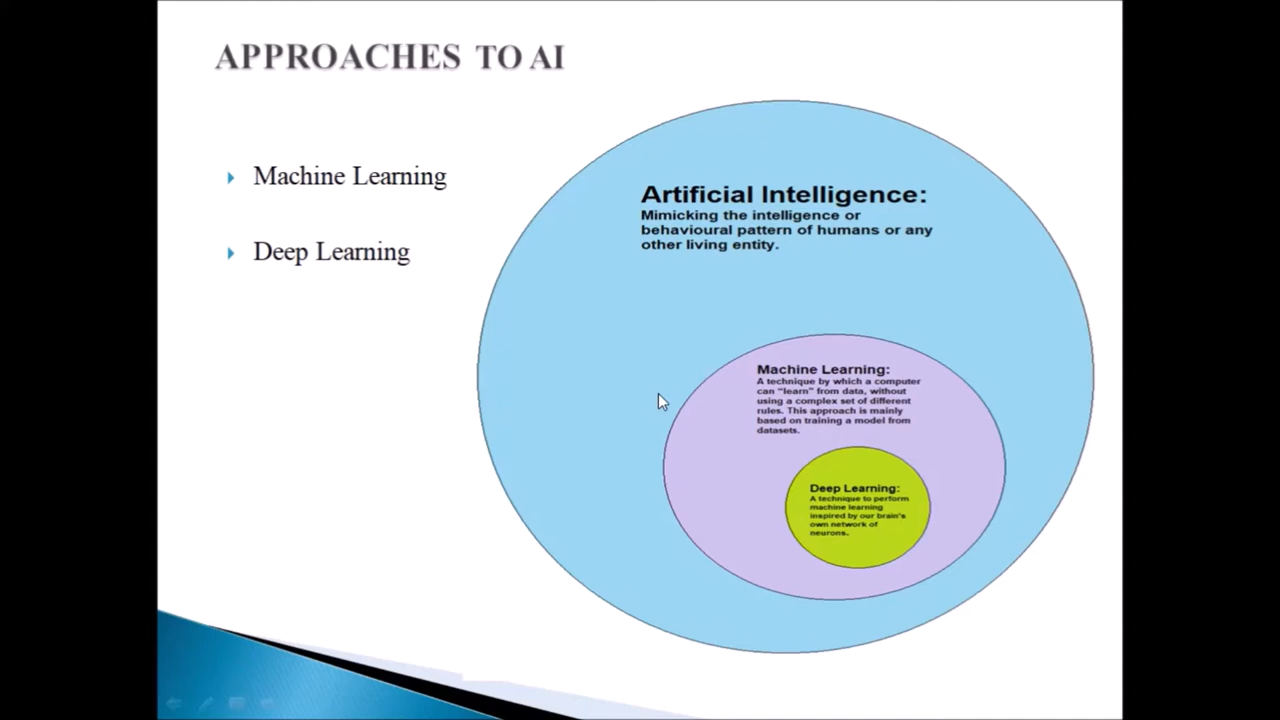 APPROACHES TO AI
Machine Learning
Deep Learning
Artificial Intelligence:
Mimicking the intelligence or
behavioural pattern of humans or any
other living entity.
Machine Learning:
A technique by which a computer
can "learn" from data, without
using a complex set of different
rules. This approach is mainly
based on training a model from
datasets.
Deep Learning:
A technique to perform
machine learning
inspired by our brain's
own network of
neurons.